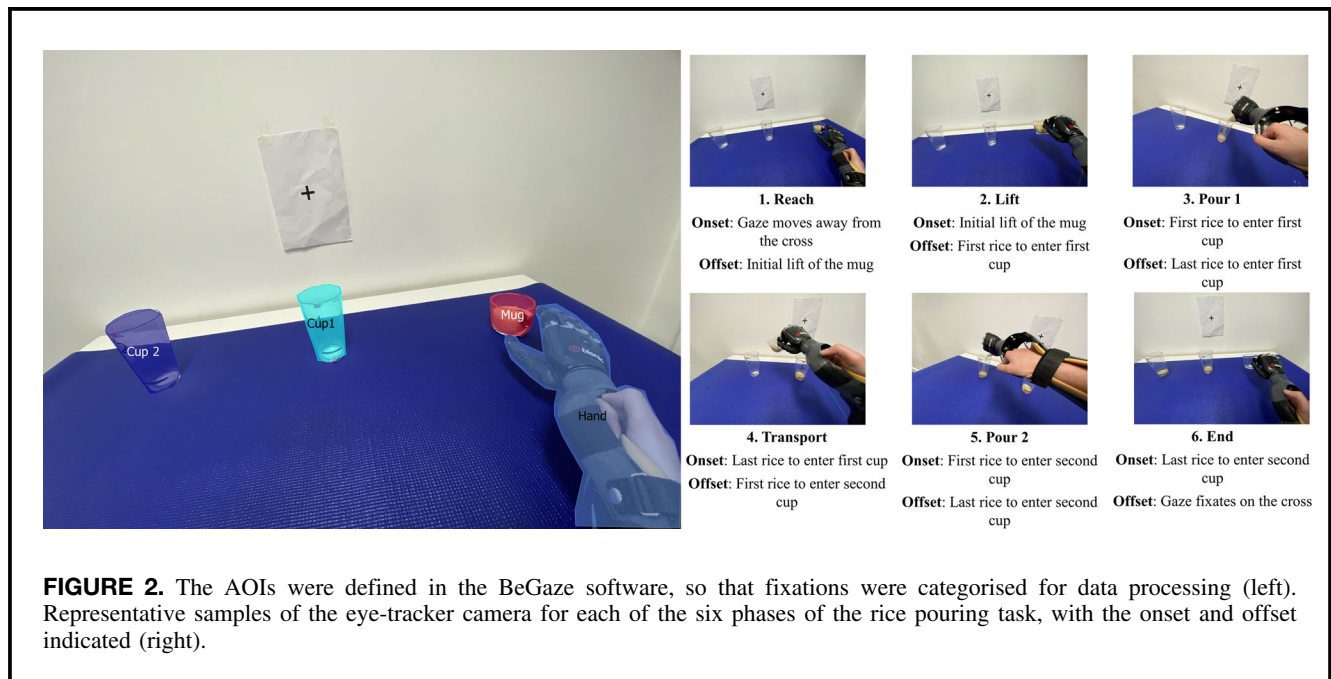 +
Cup 2
Cup1
Mug
bionic
Hand
1. Reach
Onset: Gaze moves away from
the cross
Offset: Initial lift of the mug
2. Lift
Onset: Initial lift of the mug
Offset: First rice to enter first
cup
3. Pour 1
Onset: First rice to enter first
cup
Offset: Last rice to enter first
cup
4. Transport
Onset: Last rice to enter first cup
Offset: First rice to enter second
cup
5. Pour 2
Onset: First rice to enter second
cup
Offset: Last rice to enter second
cup
6. End
Onset: Last rice to enter second
cup
Offset: Gaze fixates on the cross
FIGURE 2. The AOIs were defined in the BeGaze software, so that fixations were categorised for data processing (left).
Representative samples of the eye-tracker camera for each of the six phases of the rice pouring task, with the onset and offset
indicated (right).